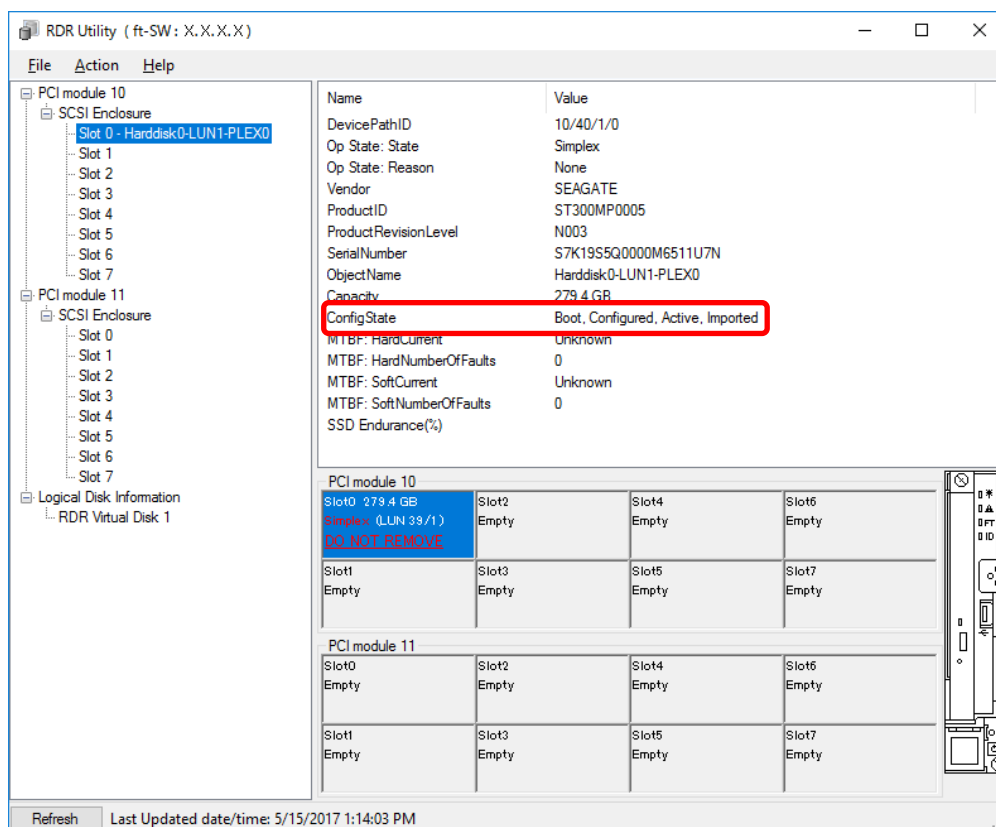 RDR Utility ( ft-SW : X.X.X.X )
File Action Help
PCI module 10
SCSI Enclosure
Slot 0 - Harddisk0-LUN1-PLEX0
Slot 1
Slot 2
Slot 3
Slot 4
Slot 5
Slot 6
Slot 7
PCI module 11
SCSI Enclosure
Slot 0
Slot 1
Slot 2
Slot 3
Slot 4
Slot 5
Slot 6
Slot 7
Logical Disk Information
RDR Virtual Disk 1
Name Value
DevicePathID 10/40/1/0
Op State: State Simplex
Op State: Reason None
Vendor SEAGATE
ProductID ST300MP0005
ProductRevisionLevel N003
SerialNumber S7K19S5Q0000M6511U7N
ObjectName Harddisk0-LUN1-PLEX0
Capacity 279.4 GB
ConfigState Boot, Configured, Active, Imported
MTBF: HardCurrent Unknown
MTBF: HardNumberOfFaults 0
MTBF: SoftCurrent Unknown
MTBF: SoftNumberOfFaults 0
SSD Endurance(%)
PCI module 10
Slot0 279.4 GB Slot2 Slot4 Slot6
Simplex (LUN 39/1) Empty Empty Empty
DO NOT REMOVE
Slot1 Slot3 Slot5 Slot7
Empty Empty Empty Empty
PCI module 11
Slot0 Slot2 Slot4 Slot6
Empty Empty Empty Empty
Slot1 Slot3 Slot5 Slot7
Empty Empty Empty Empty
FT
ID
Refresh Last Updated date/time: 5/15/2017 1:14:03 PM